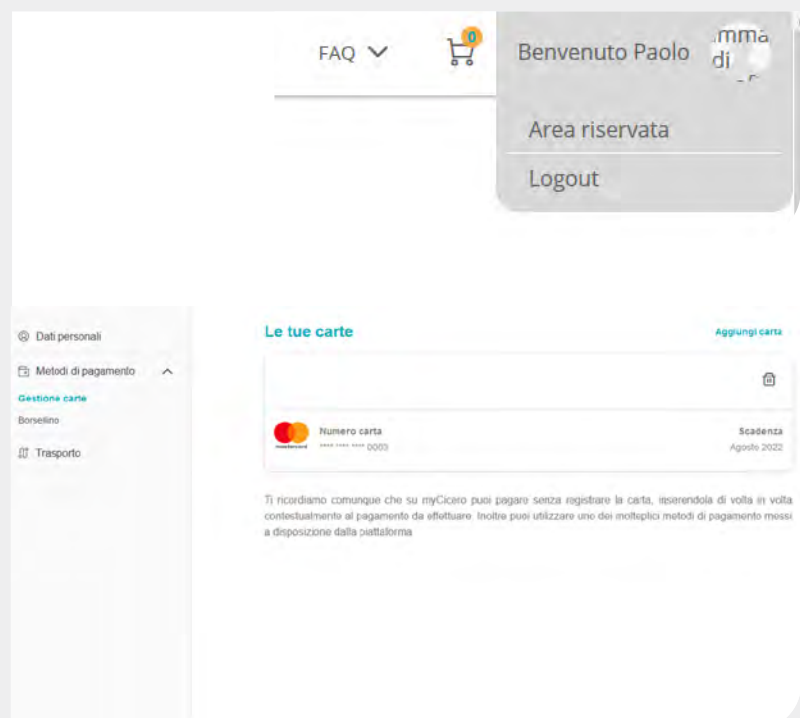 FAQ
0
Benvenuto Paolo
di
Area riservata
Logout
Dati personali
Metodi di pagamento
Gestione carte
Borsellino
Trasporto
Le tue carte
Aggiungi carta
mastercard
Numero carta
**** **** **** 0003
Scadenza
Agosto 2022
Ti ricordiamo comunque che su myCicero puoi pagare senza registrare la carta, inserendola di volta in volta
contestualmente al pagamento da effettuare. Inoltre puoi utilizzare uno dei molteplici metodi di pagamento messi
a disposizione dalla piattaforma